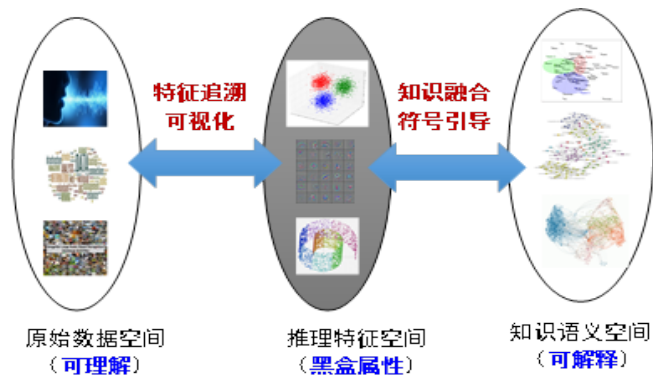 特征追溯
可视化
知识融合
符号引导
原始数据空间
（可理解）
推理特征空间
（黑盒属性）
知识语义空间
（可解释）